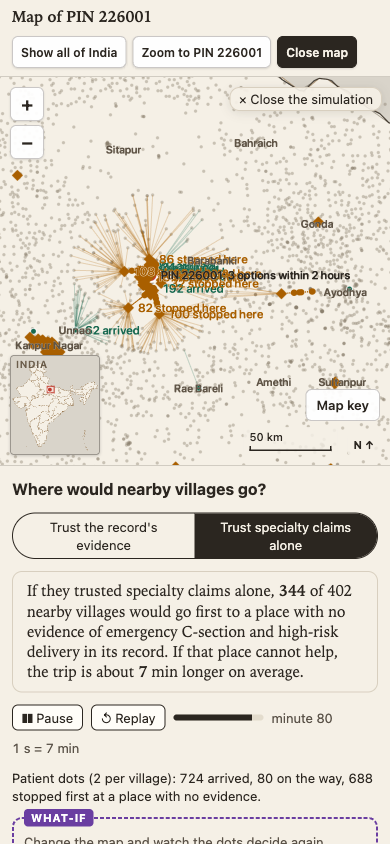 Map of PIN 226001
Show all of India
Zoom to PIN 226001
Close map
+
× Close the simulation
−
Sitapur
Bahraich
Gonda
86 stopped here
PIN 226001: 3 options within 2 hours
stopped here
192 arrived
Ayodhya
82 stopped here
100 stopped here
Unnao
62 arrived
Kanpur Nagar
INDIA
Rae Bareli
Amethi
Sultanpur
Map key
50 km
N ↑
Where would nearby villages go?
Trust the record's
evidence
Trust specialty claims
alone
If they trusted specialty claims alone, 344 of 402
nearby villages would go first to a place with no
evidence of emergency C-section and high-risk
delivery in its record. If that place cannot help,
the trip is about 7 min longer on average.
Pause
Replay
minute 80
1 s = 7 min
Patient dots (2 per village): 724 arrived, 80 on the way, 688
stopped first at a place with no evidence.
WHAT-IF
Change the map and watch the dots decide again